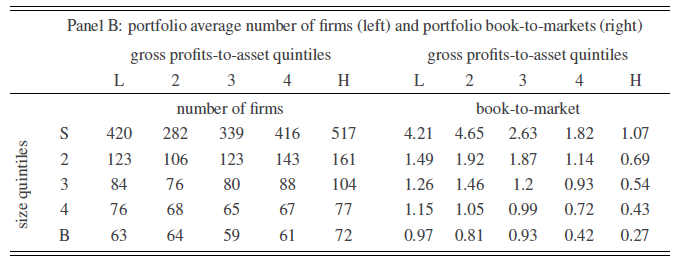 Panel B: portfolio average number of firms (left) and portfolio book-to-markets (right)
gross profits-to-asset quintiles gross profits-to-asset quintiles
L 2 3 4 H L 2 3 4 H
number of firms book-to-market
size quintiles
S 420 282 339 416 517 4.21 4.65 2.63 1.82 1.07
2 123 106 123 143 161 1.49 1.92 1.87 1.14 0.69
3 84 76 80 88 104 1.26 1.46 1.2 0.93 0.54
4 76 68 65 67 77 1.15 1.05 0.99 0.72 0.43
B 63 64 59 61 72 0.97 0.81 0.93 0.42 0.27